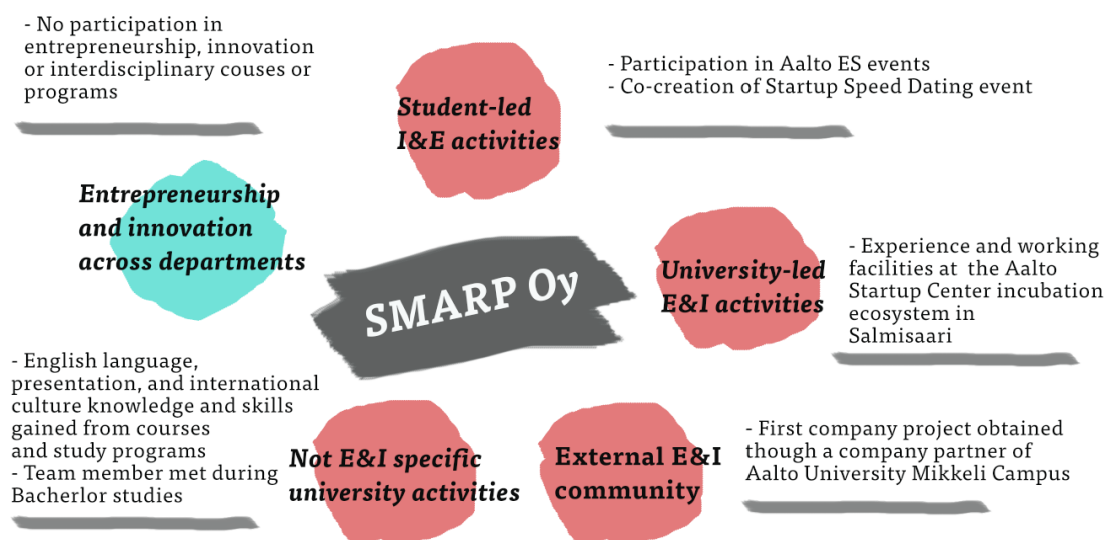 - No participation in
entrepreneurship, innovation
or interdisciplinary couses or
programs
Student-led
I&E activities
- Participation in Aalto ES events
- Co-creation of Startup Speed Dating event
Entrepreneurship
and innovation
across departments
SMARP Oy
University-led
E&I activities
- Experience and working
facilities at the Aalto
Startup Center incubation
ecosystem in
Salmisaari
- English language,
presentation, and international
culture knowledge and skills
gained from courses
and study programs
- Team member met during
Bacherlor studies
Not E&I specific
university activities
External E&I
community
- First company project obtained
though a company partner of
Aalto University Mikkeli Campus